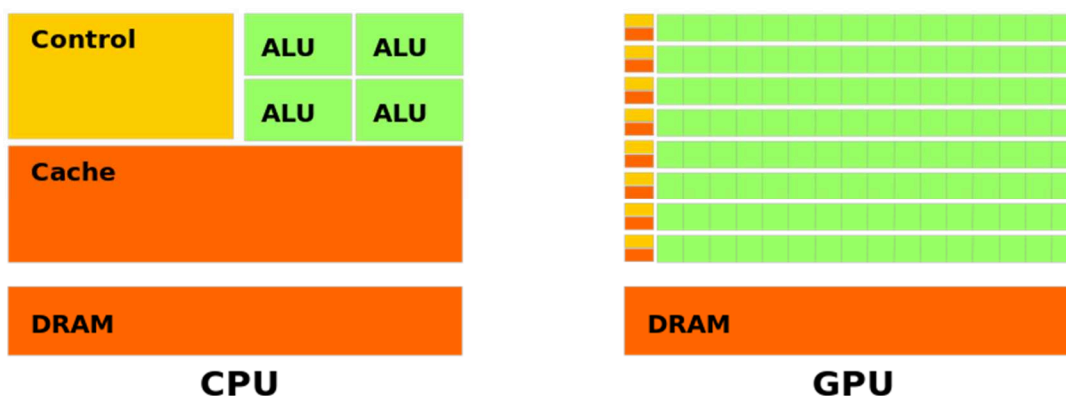 Control
ALU ALU
ALU ALU
Cache
DRAM
CPU
DRAM
GPU